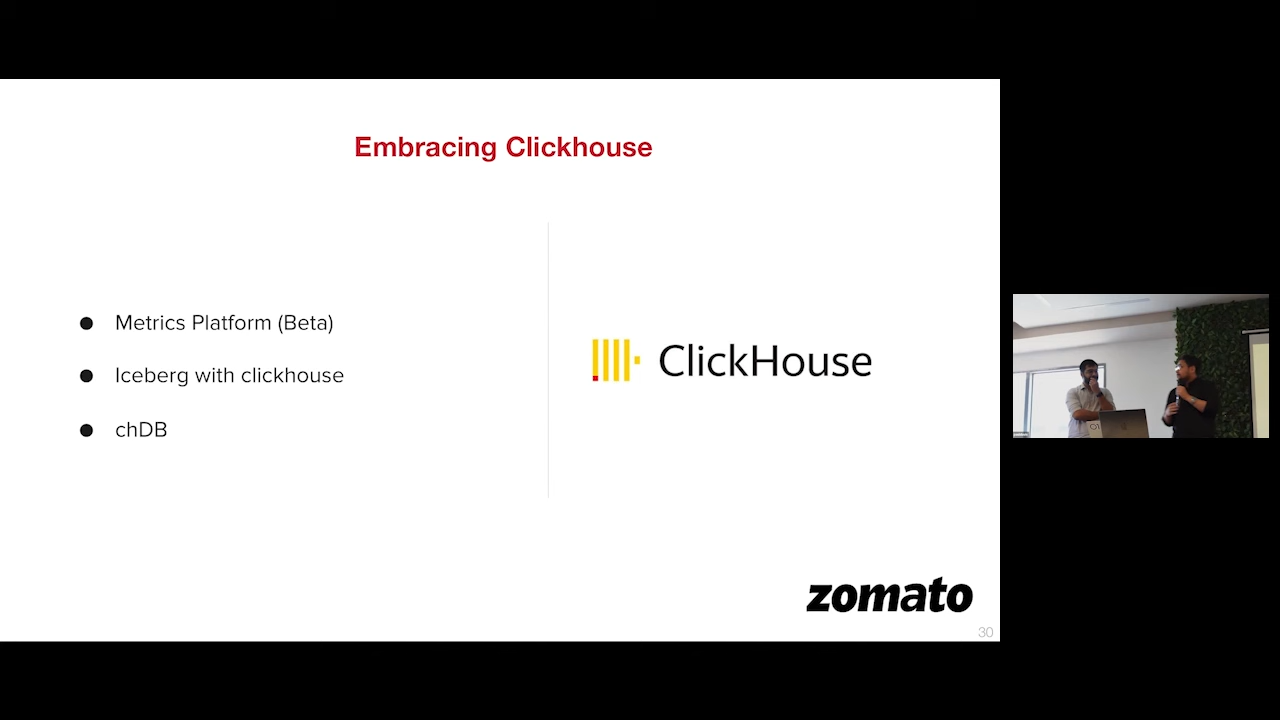 Embracing Clickhouse
● Metrics Platform (Beta)
● Iceberg with clickhouse
● chDB
ClickHouse
zomato
30